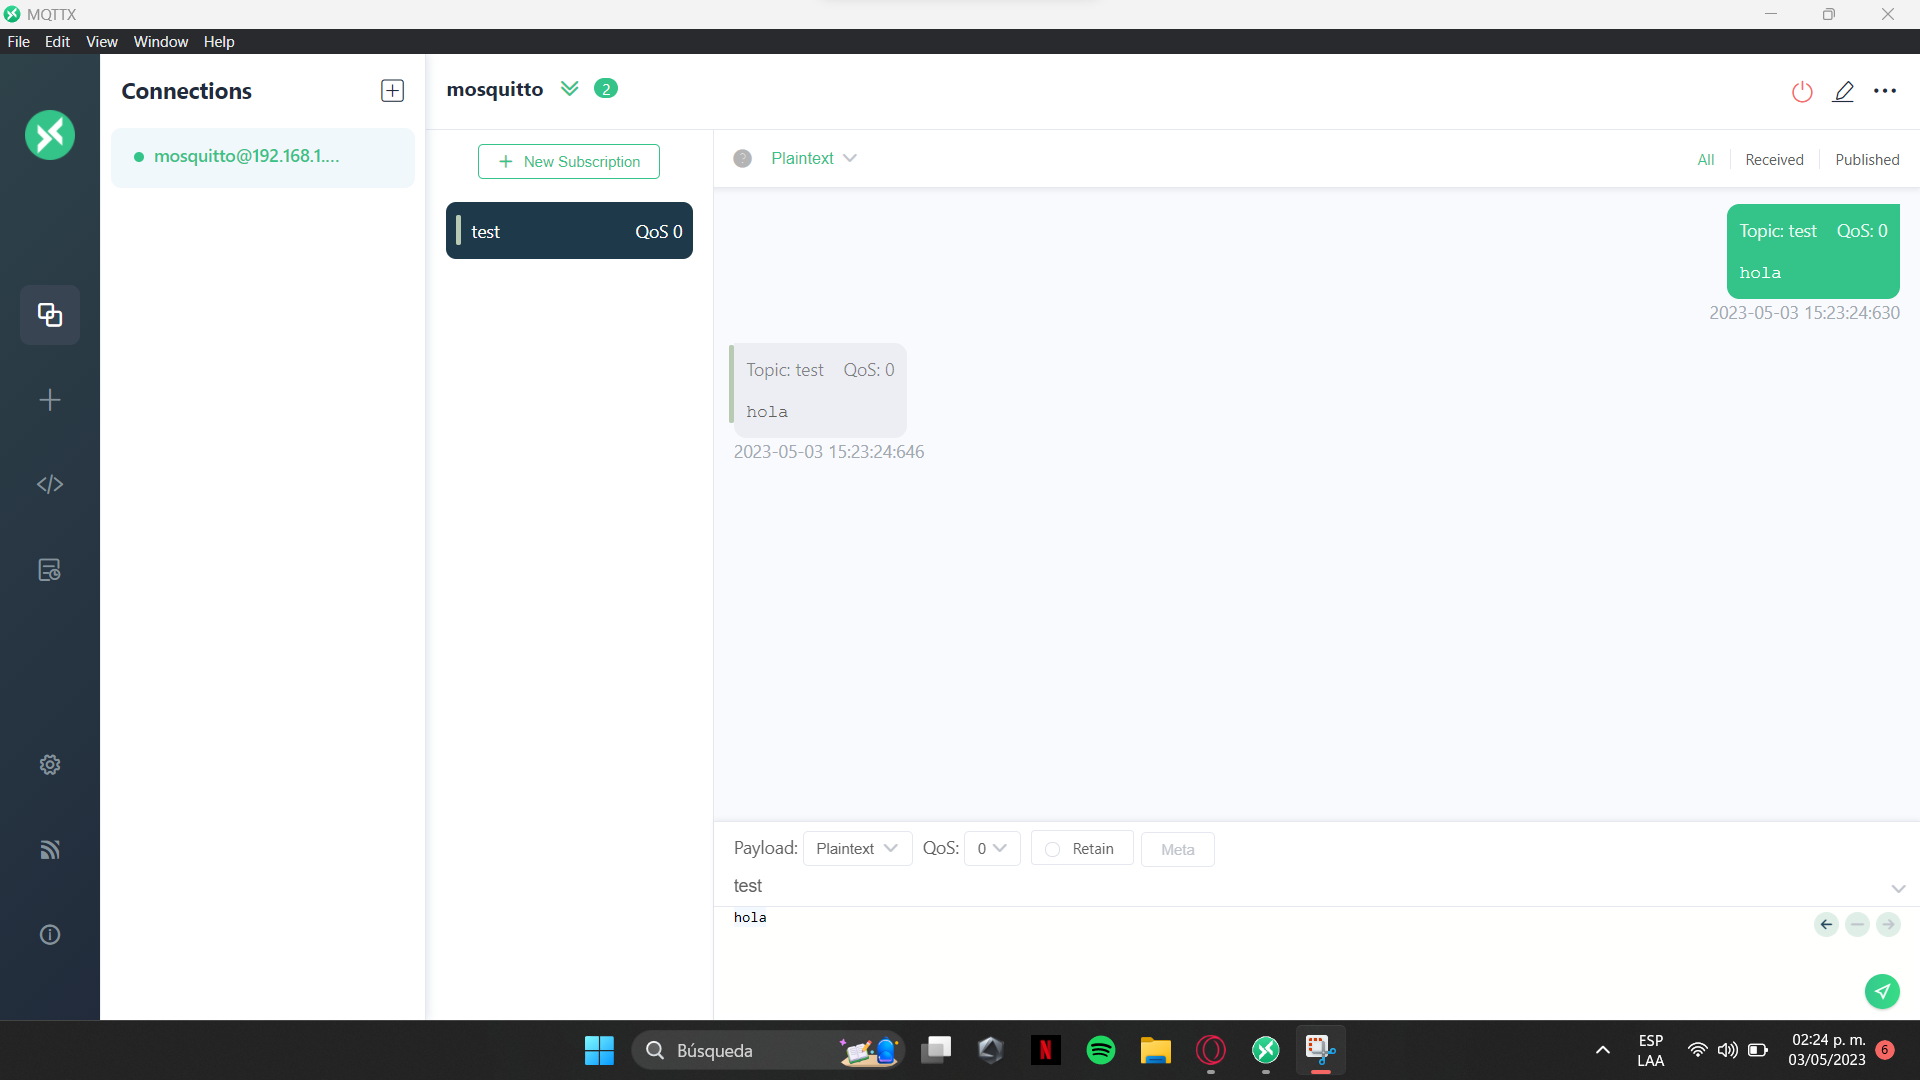 MQTTX
File Edit View Window Help
Connections
mosquitto@192.168.1....
mosquitto 2
+ New Subscription
test QoS 0
? Plaintext
All Received Published
Topic: test QoS: 0
hola
2023-05-03 15:23:24:630
Topic: test QoS: 0
hola
2023-05-03 15:23:24:646
Payload: Plaintext QoS: 0 Retain Meta
test
hola
Búsqueda
N
ESP
LAA
02:24 p. m.
03/05/2023
6